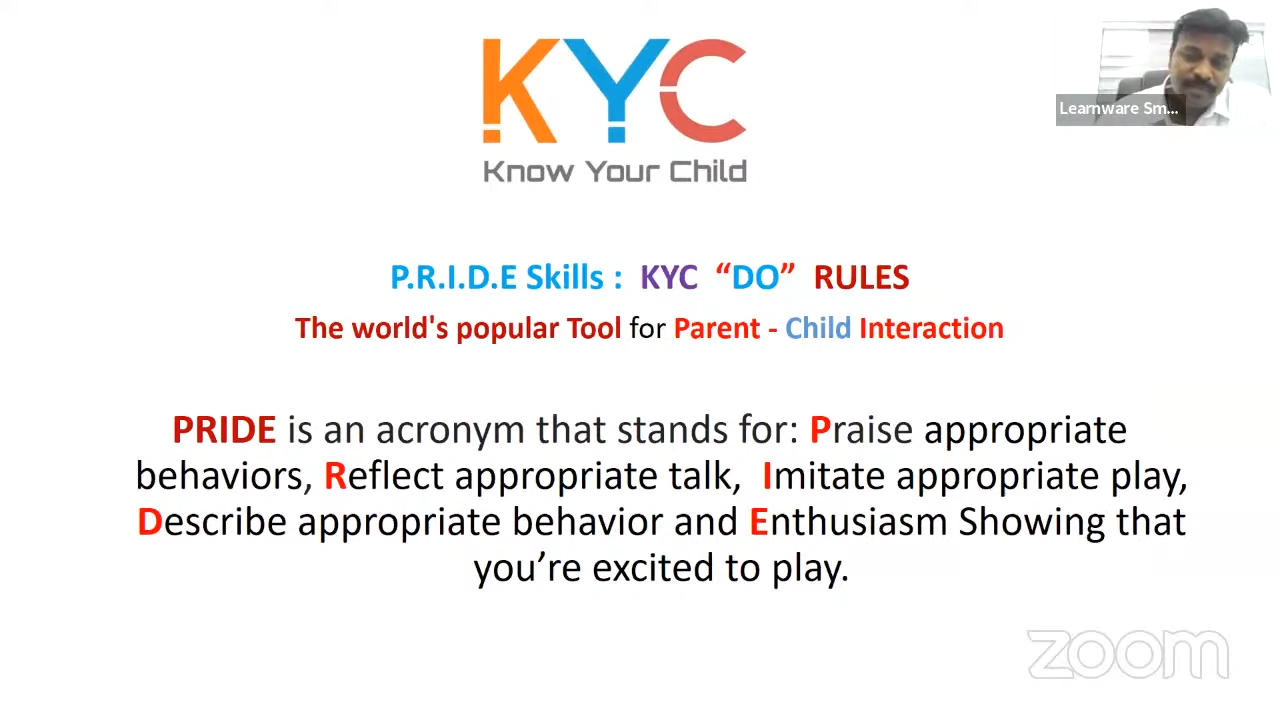 KYC
Know Your Child
Learnware Sm...
P.R.I.D.E Skills : KYC “DO” RULES
The world's popular Tool for Parent - Child Interaction
PRIDE is an acronym that stands for: Praise appropriate
behaviors, Reflect appropriate talk, Imitate appropriate play,
Describe appropriate behavior and Enthusiasm Showing that
you’re excited to play.
zoom